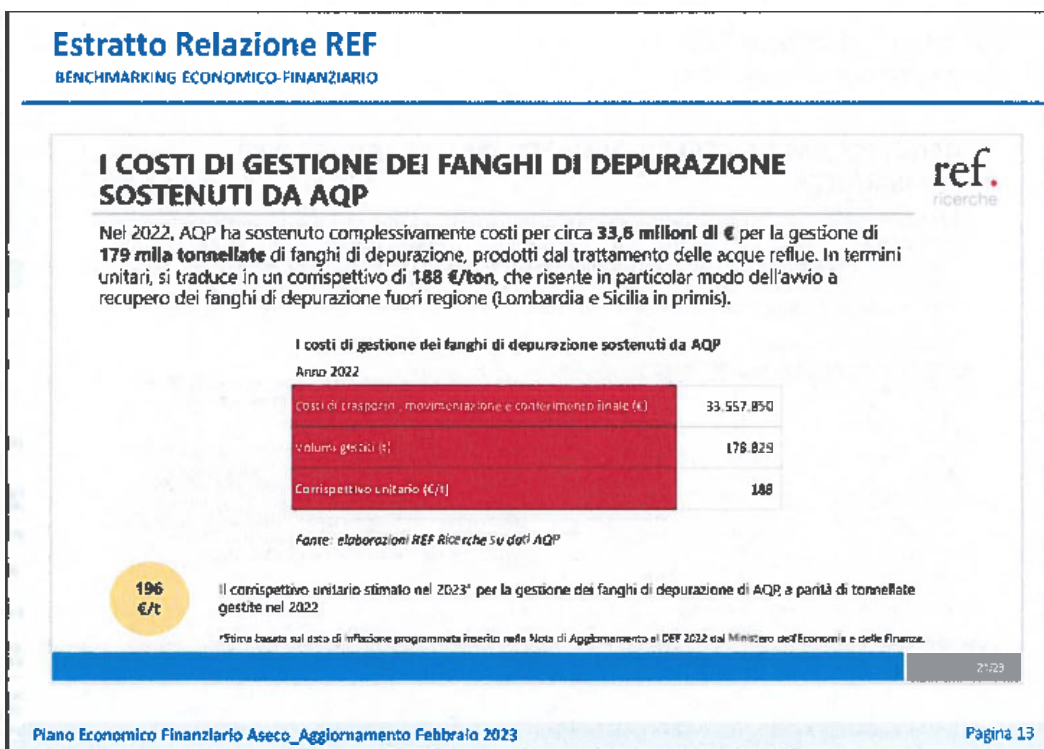 Estratto Relazione REF
BENCHMARKING ECONOMICO-FINANZIARIO
I COSTI DI GESTIONE DEI FANGHI DI DEPURAZIONE
SOSTENUTI DA AQP
ref.
ricerche
Nel 2022, AQP ha sostenuto complessivamente costi per circa 33,6 milioni di € per la gestione di
179 mila tonnellate di fanghi di depurazione, prodotti dal trattamento delle acque reflue. In termini
unitari, si traduce in un corrispettivo di 188 €/ton, che risente in particolar modo dell'avvio a
recupero dei fanghi di depurazione fuori regione (Lombardia e Sicilia in primis).
I costi di gestione dei fanghi di depurazione sostenuti da AQP
Anno 2022
Costi di trasporto, movimentazione e conferimento finale (€) 33.557.850
Volumi gestiti (t) 178.829
Corrispettivo unitario (€/t) 188
Fonte: elaborazioni REF Ricerche su dati AQP
196
€/t
Il corrispettivo unitario stimato nel 2023* per la gestione dei fanghi di depurazione di AQP, a parità di tonnellate
gestite nel 2022
*Stima basata sul dato di inflazione programmata inserito nella Nota di Aggiornamento al DEF 2022 dal Ministero dell'Economia e delle Finanze.
21/23
Piano Economico Finanziario Aseco_Aggiornamento Febbraio 2023
Pagina 13